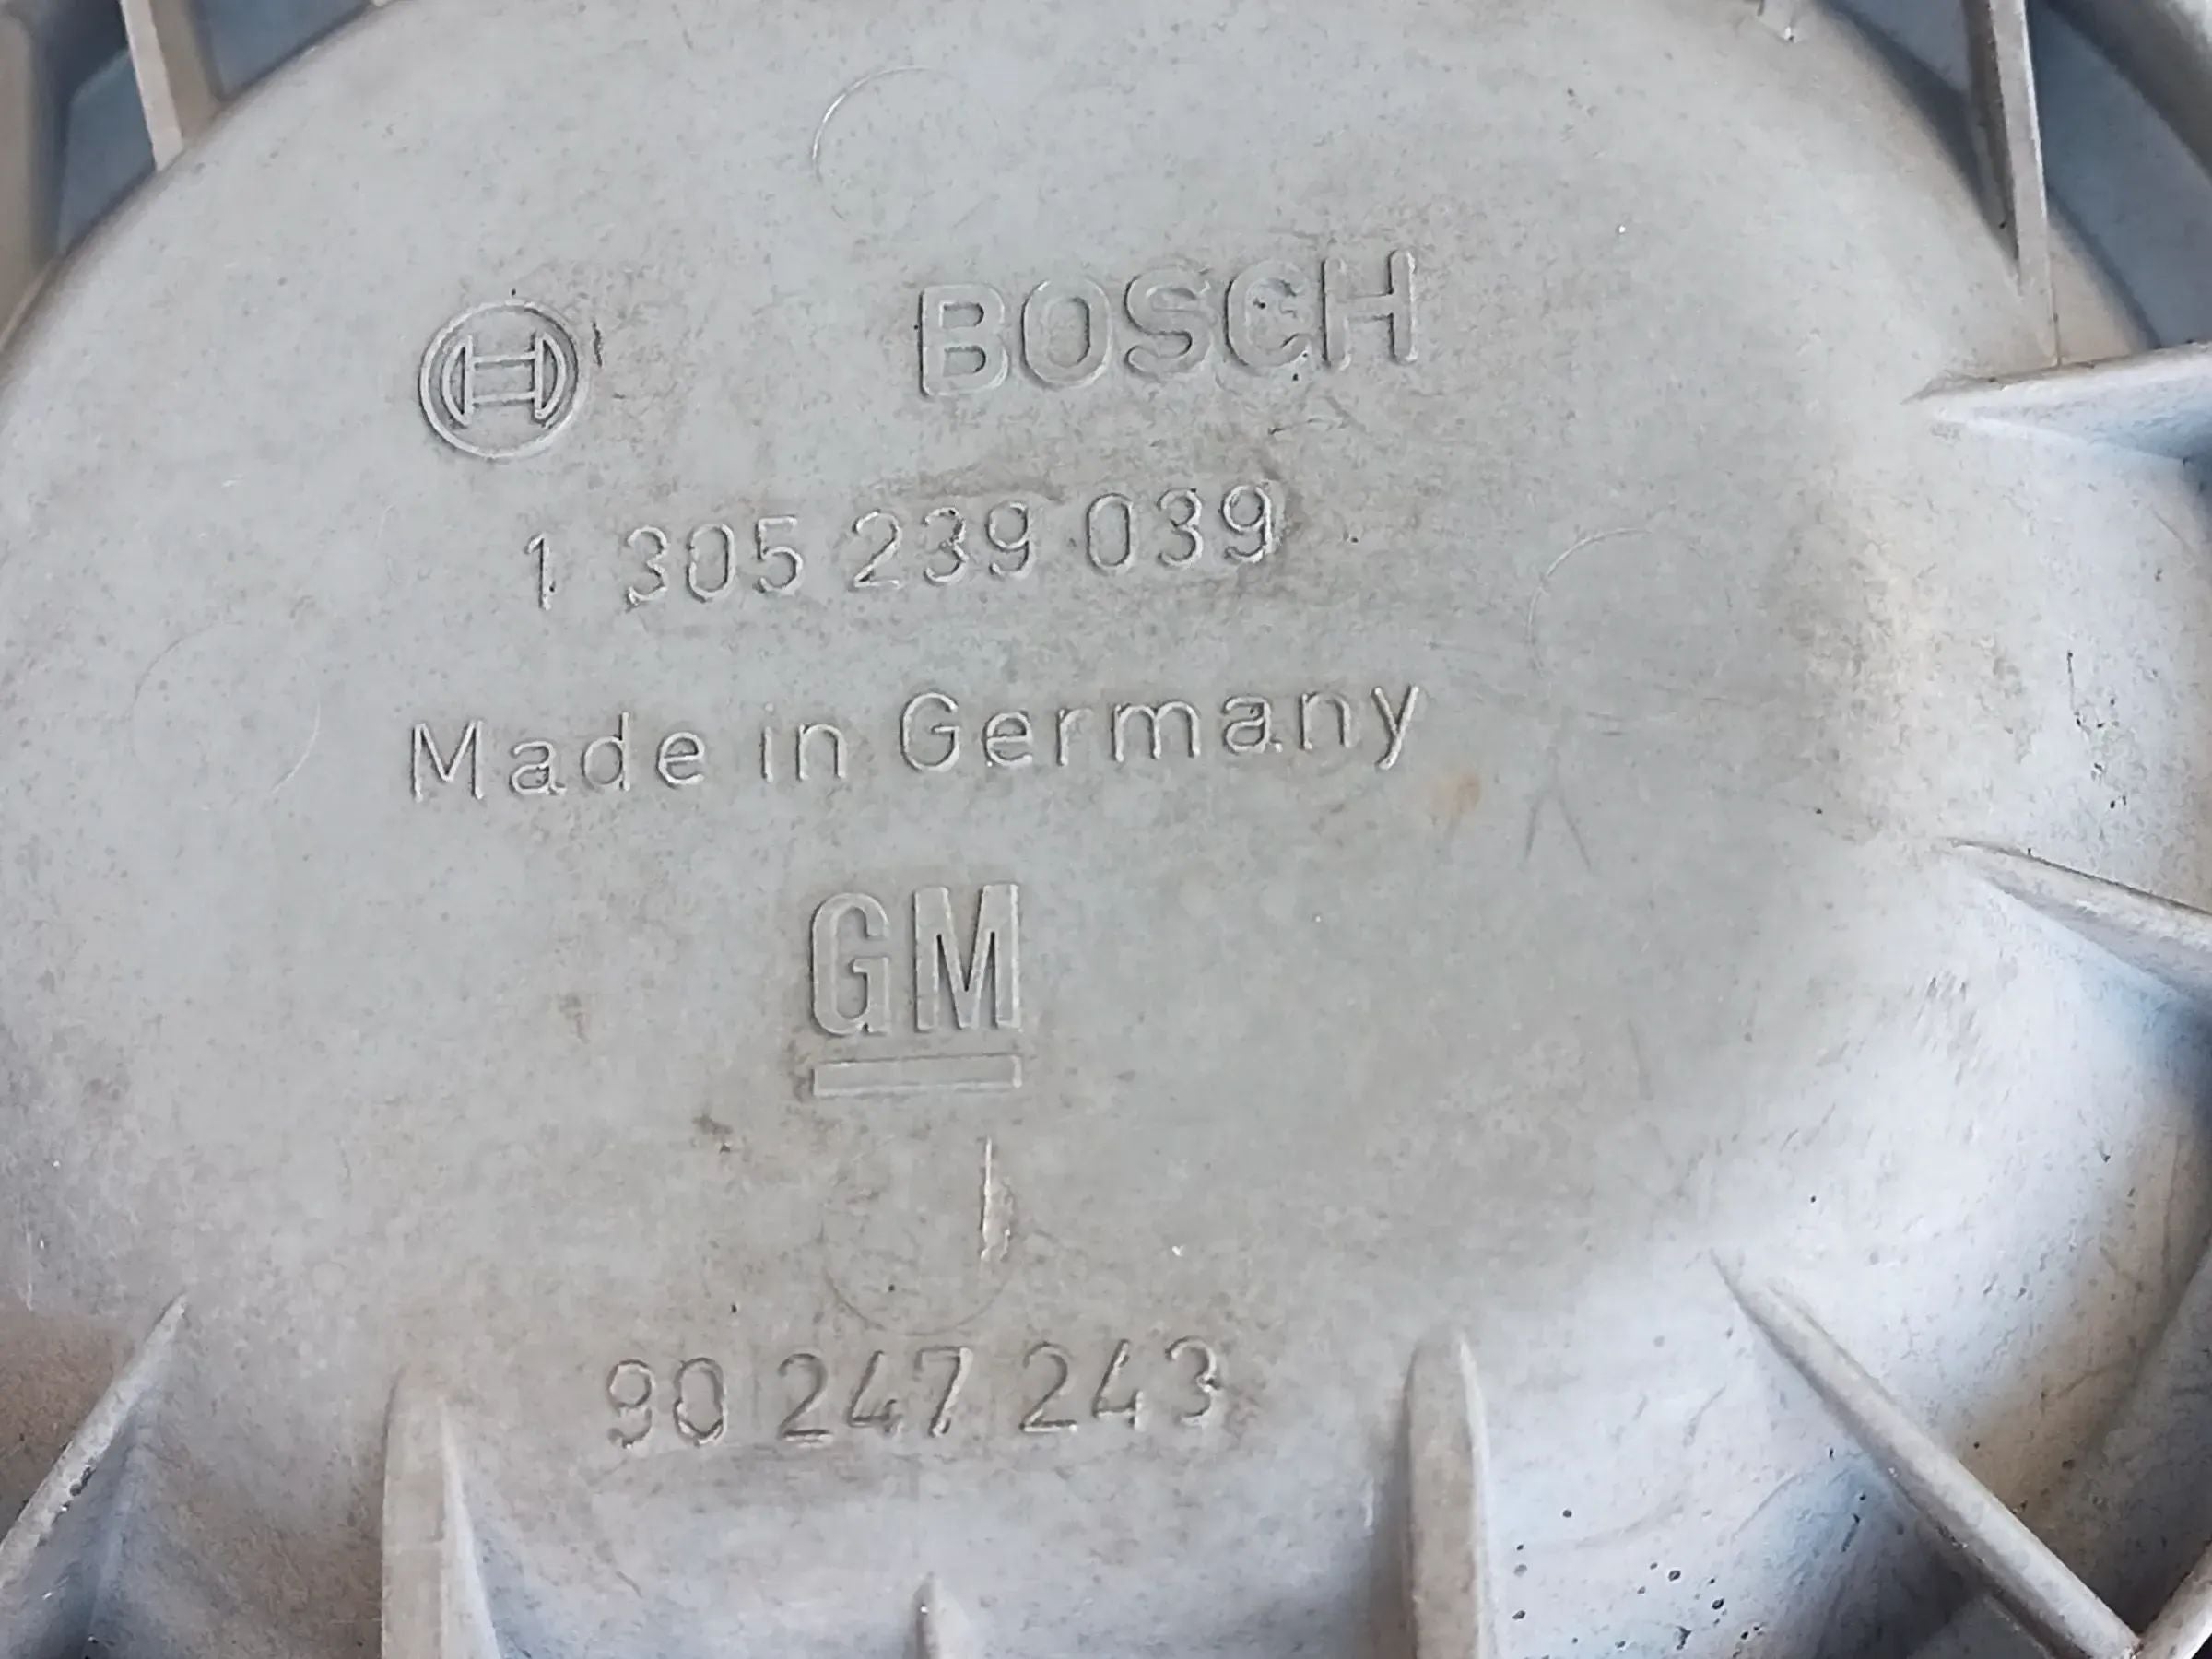 BOSCH
1 305 239 039
Made in Germany
GM
90 247 243